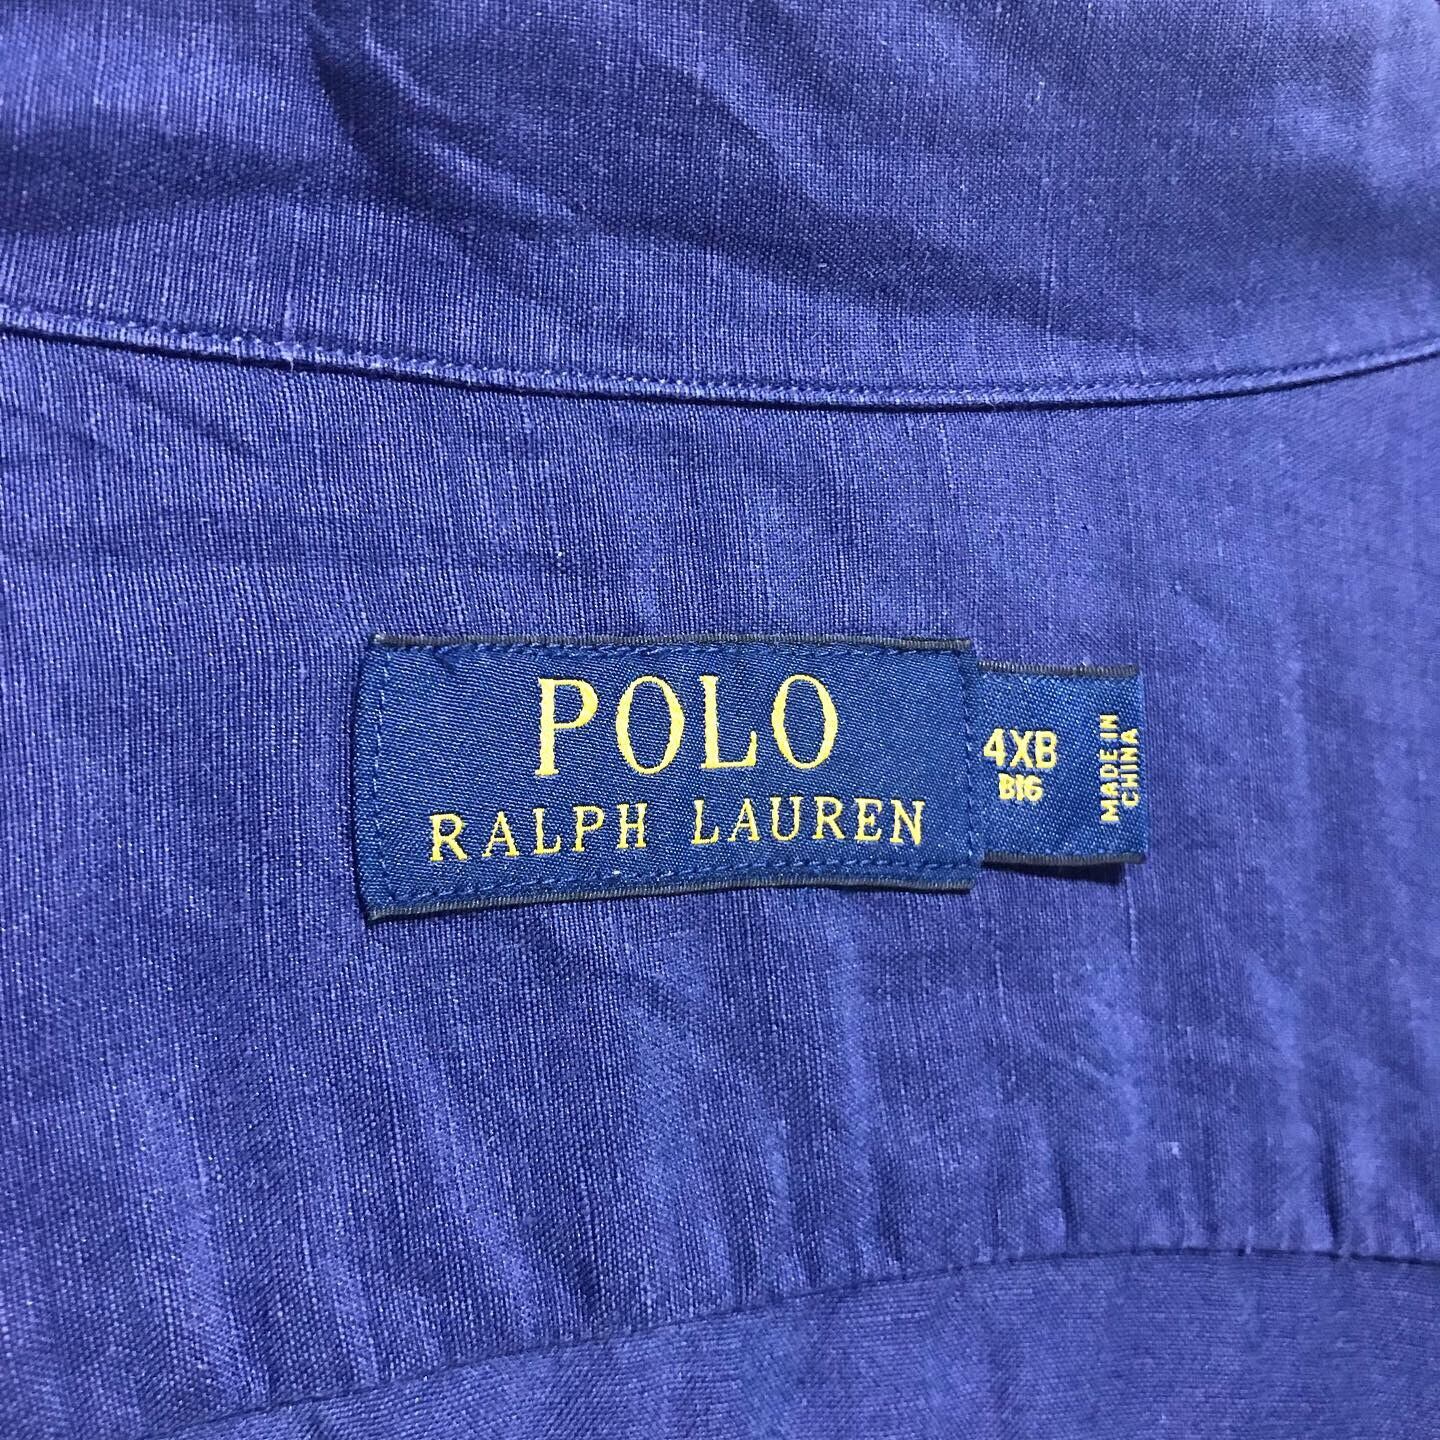 POLO
RALPH LAUREN
4XB
BIG
MADE IN
CHINA